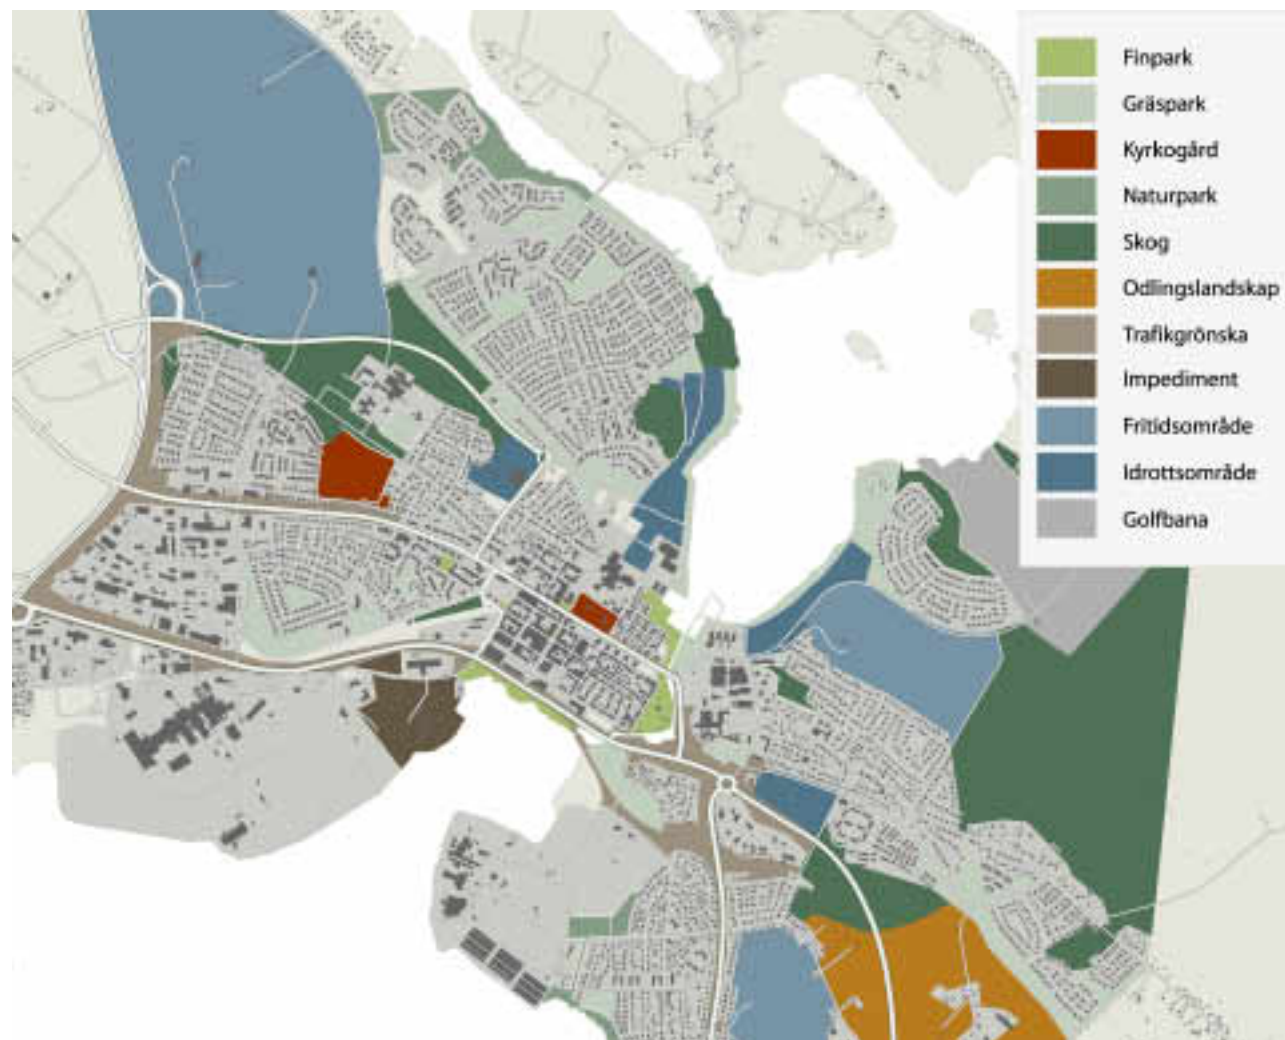 Finpark
Gräspark
Kyrkogård
Naturpark
Skog
Odlingslandskap
Trafikgrönska
Impediment
Fritidsområde
Idrottsområde
Golfbana